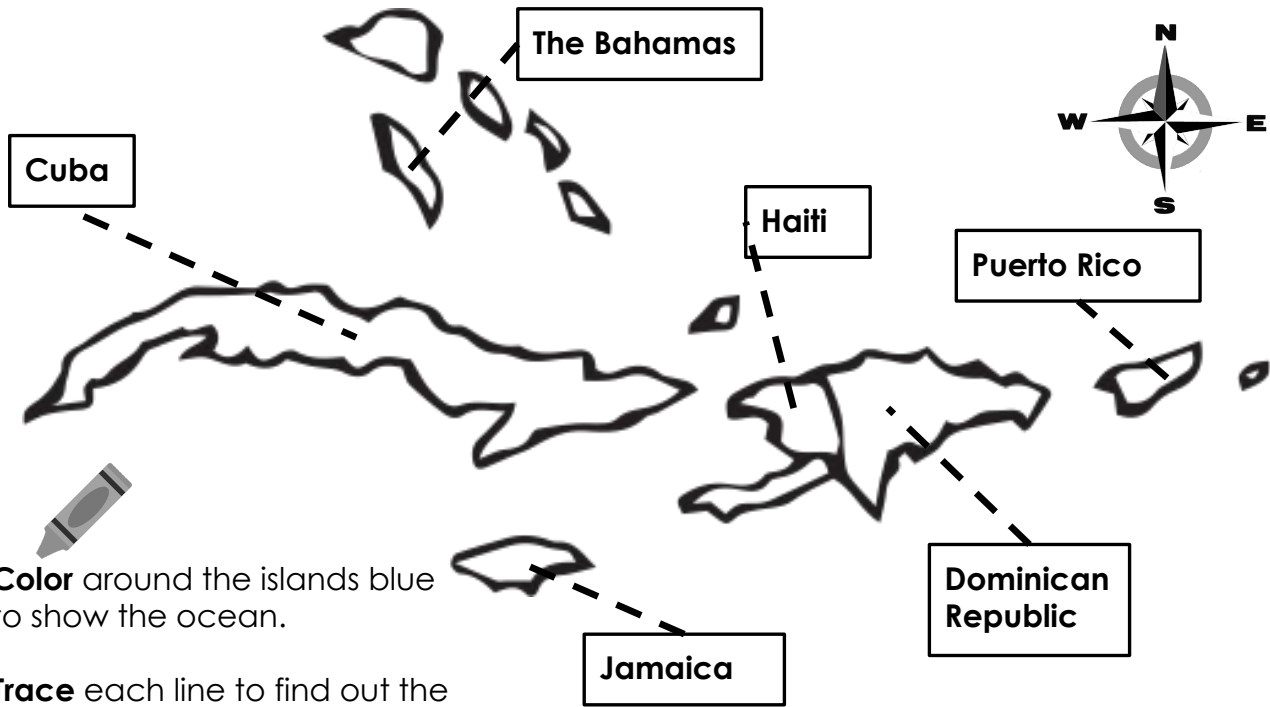 The Bahamas
N
W
E
S
Cuba
Haiti
Puerto Rico
Color around the islands blue
to show the ocean.
Dominican
Republic
Jamaica
Trace each line to find out the